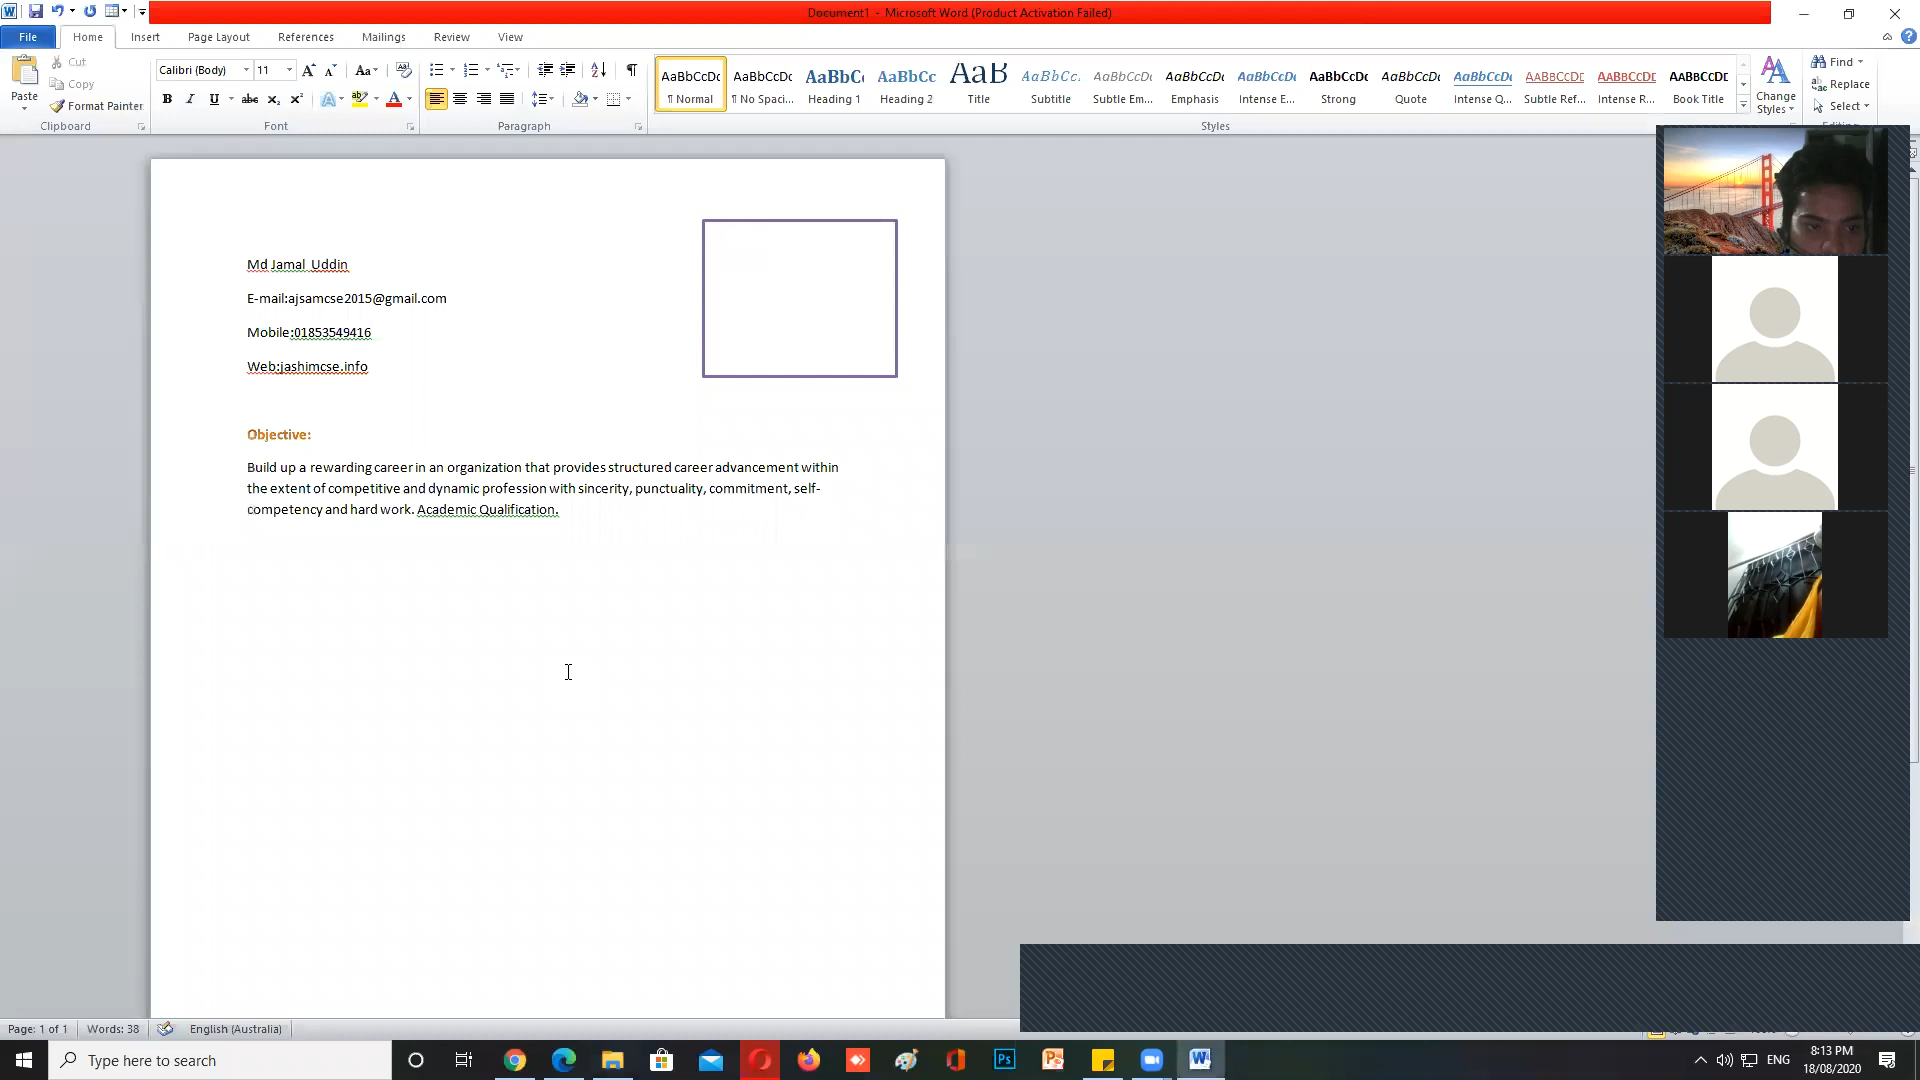 Document1 - Microsoft Word (Product Activation Failed)
File Home Insert Page Layout References Mailings Review View
Paste Cut Copy Format Painter Clipboard
Calibri (Body) 11 Aa
B I U abc X₂ X² A A
Font
Paragraph
AaBbCcDc AaBbCcDc AaBbC AaBbCc AaB AaBbCc. AaBbCcDc AaBbCcDc AaBbCcDc AaBbCcDc AaBbCcDc AaBbCcDc AABBCCDC AABBCCDC AABBCCDC
¶ Normal ¶ No Spaci... Heading 1 Heading 2 Title Subtitle Subtle Em... Emphasis Intense E... Strong Quote Intense Q... Subtle Ref... Intense R... Book Title
Styles
Change Styles
Find
Replace
Select
Md Jamal Uddin
E-mail:ajsamcse2015@gmail.com
Mobile:01853549416
Web:jashimcse.info
Objective:
Build up a rewarding career in an organization that provides structured career advancement within
the extent of competitive and dynamic profession with sincerity, punctuality, commitment, self-
competency and hard work. Academic Qualification.
Page: 1 of 1 Words: 38 English (Australia)
Type here to search
Ps
ENG
8:13 PM
18/08/2020